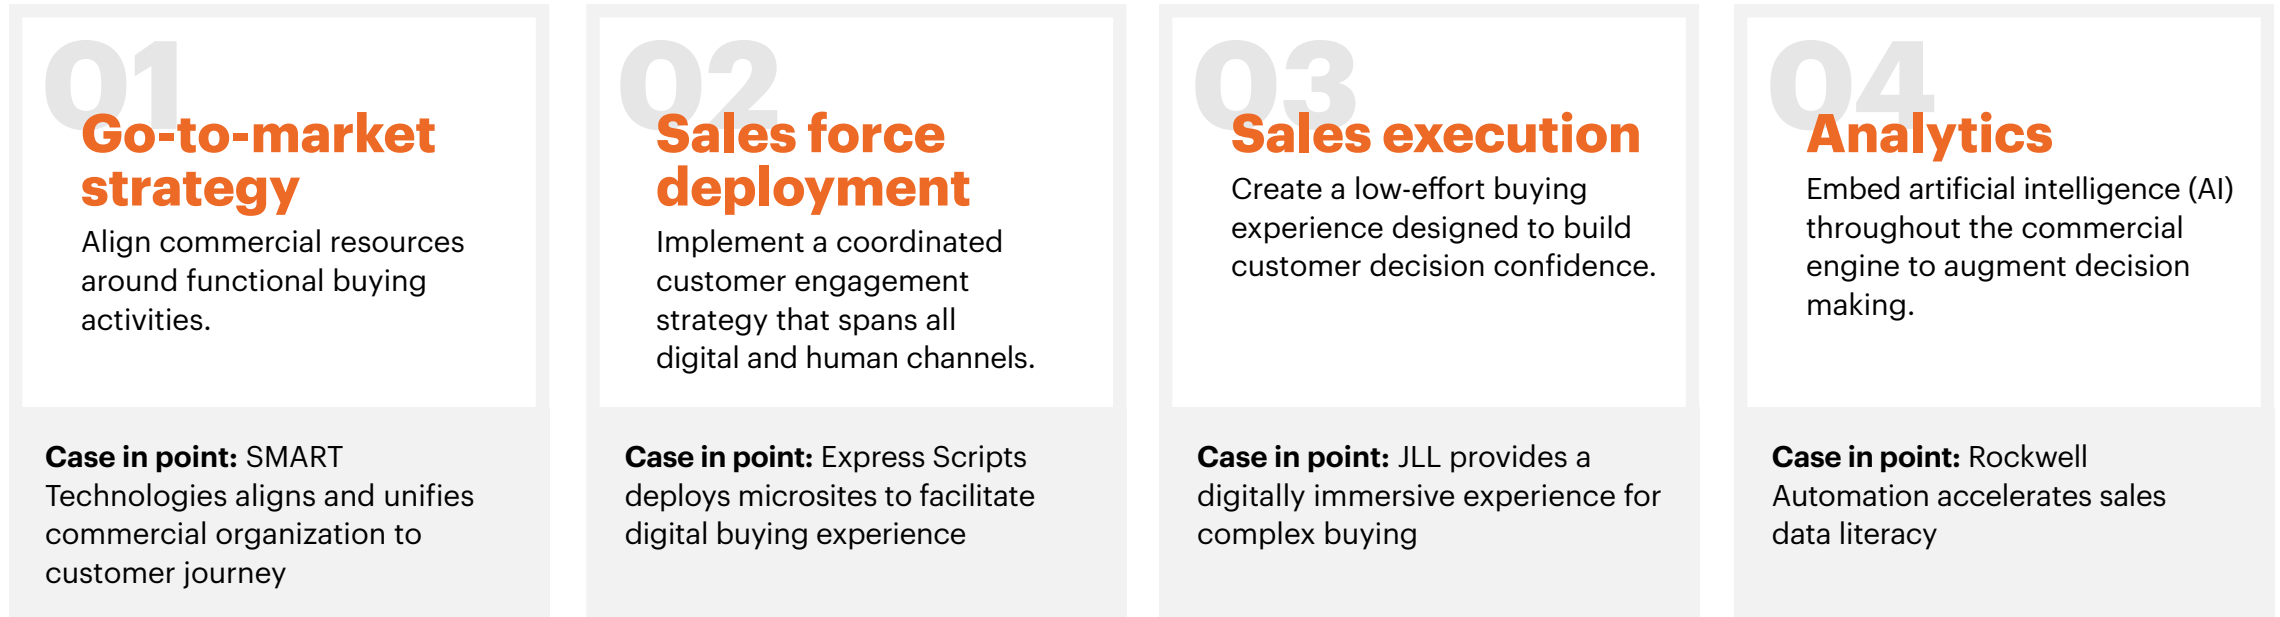 01
Go-to-market
strategy
Align commercial resources
around functional buying
activities.
Case in point: SMART
Technologies aligns and unifies
commercial organization to
customer journey
02
Sales force
deployment
Implement a coordinated
customer engagement
strategy that spans all
digital and human channels.
Case in point: Express Scripts
deploys microsites to facilitate
digital buying experience
03
Sales execution
Create a low-effort buying
experience designed to build
customer decision confidence.
Case in point: JLL provides a
digitally immersive experience for
complex buying
04
Analytics
Embed artificial intelligence (AI)
throughout the commercial
engine to augment decision
making.
Case in point: Rockwell
Automation accelerates sales
data literacy